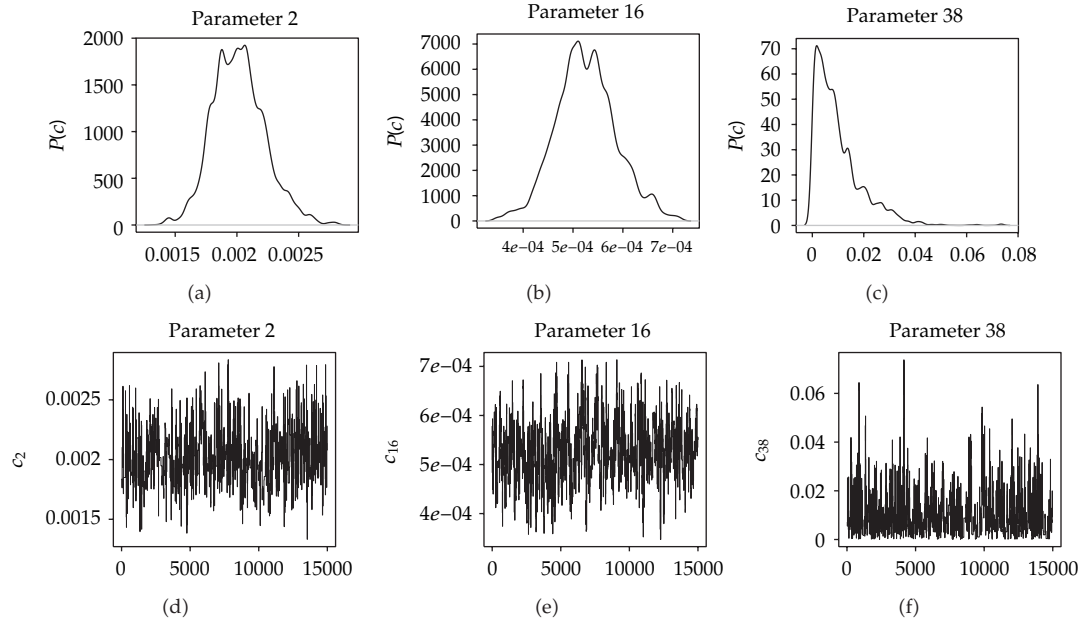 Parameter 2
P(c)
2000
1500
1000
500
0
0.0015 0.002 0.0025
(a)
Parameter 16
P(c)
7000
6000
5000
4000
3000
2000
1000
0
4e−04 5e−04 6e−04 7e−04
(b)
Parameter 38
P(c)
70
60
50
40
30
20
10
0
0 0.02 0.04 0.06 0.08
(c)
Parameter 2
c2
0.0025
0.002
0.0015
0 5000 10000 15000
(d)
Parameter 16
c16
7e−04
6e−04
5e−04
4e−04
0 5000 10000 15000
(e)
Parameter 38
c38
0.06
0.04
0.02
0
0 5000 10000 15000
(f)